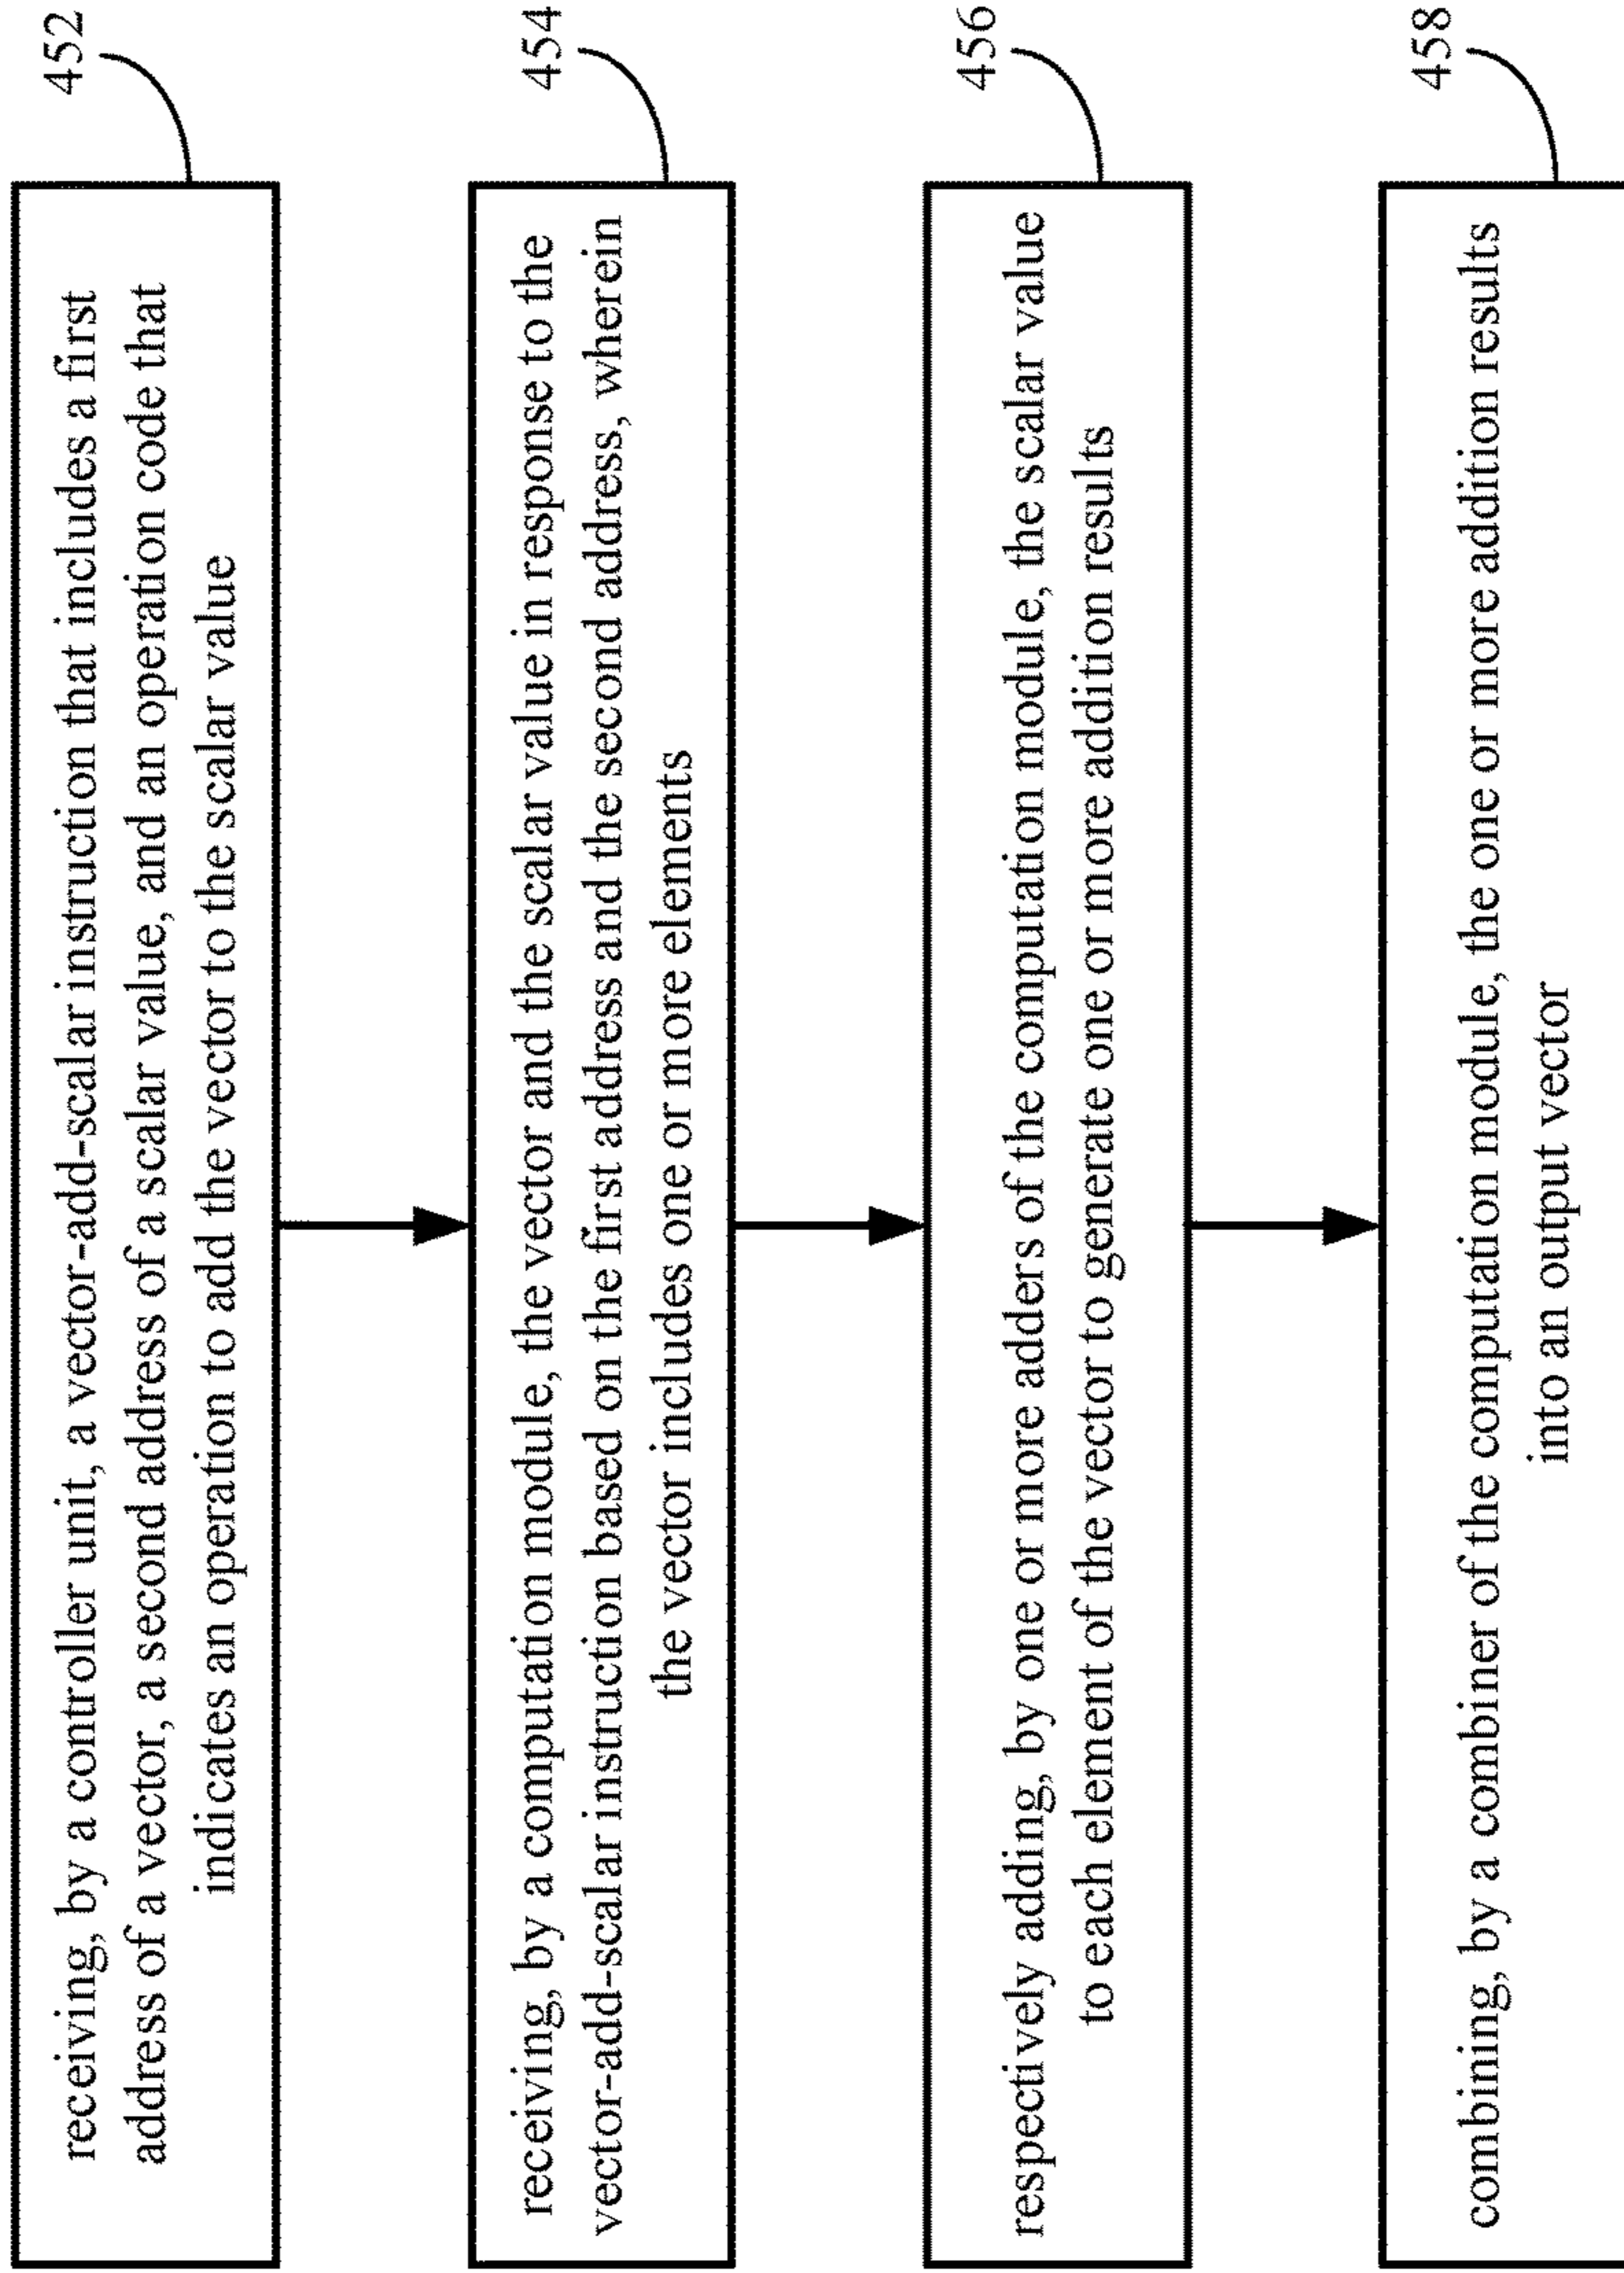 452
receiving, by a controller unit, a vector-add-scalar instruction that includes a first
address of a vector, a second address of a scalar value, and an operation code that
indicates an operation to add the vector to the scalar value
454
receiving, by a computation module, the vector and the scalar value in response to the
vector-add-scalar instruction based on the first address and the second address, wherein
the vector includes one or more elements
456
respectively adding, by one or more adders of the computation module, the scalar value
to each element of the vector to generate one or more addition results
458
combining, by a combiner of the computation module, the one or more addition results
into an output vector